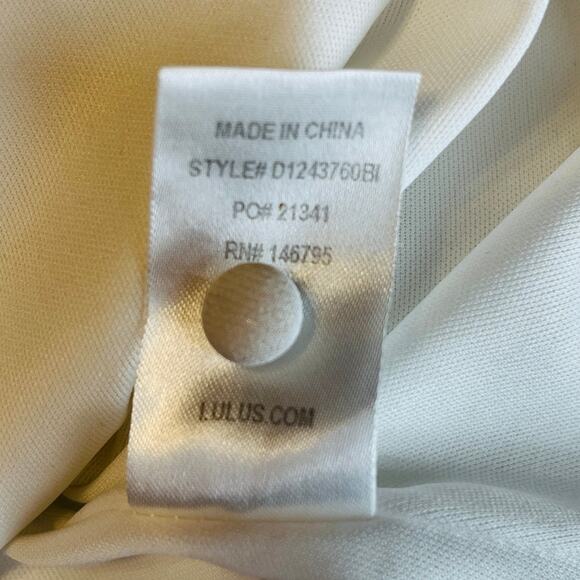 MADE IN CHINA
STYLE# D1243760BI
PO# 21341
RN# 146795
LULUS.COM